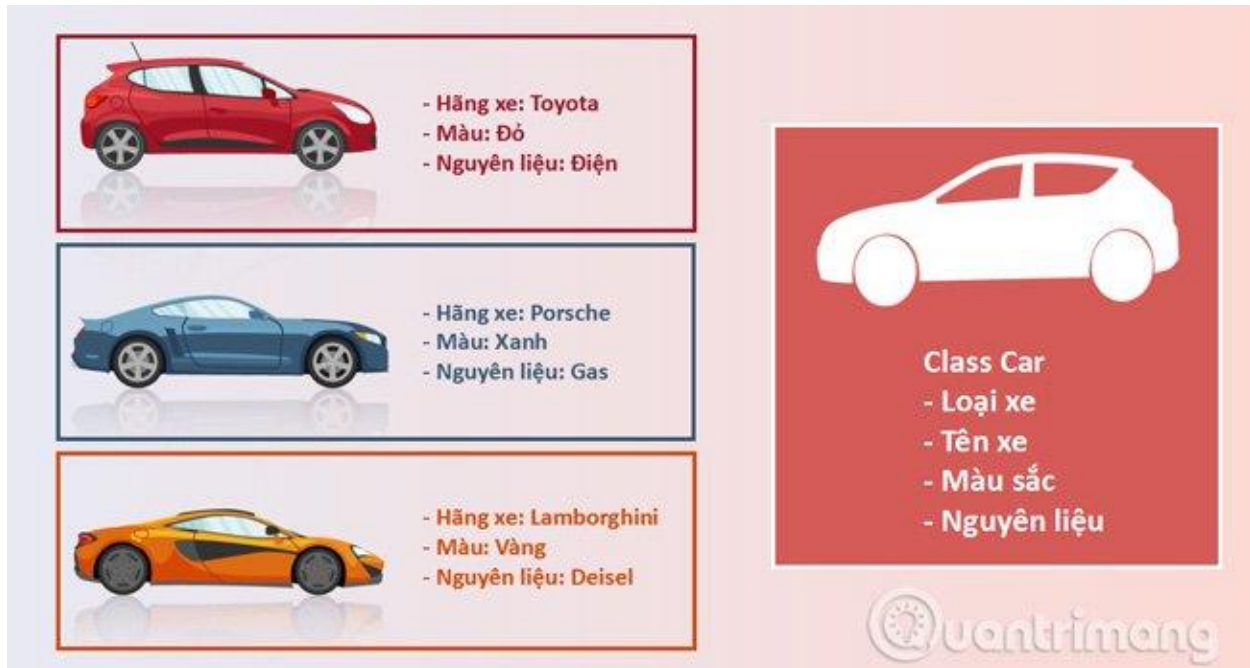 - Hãng xe: Toyota
- Màu: Đỏ
- Nguyên liệu: Điện
- Hãng xe: Porsche
- Màu: Xanh
- Nguyên liệu: Gas
- Hãng xe: Lamborghini
- Màu: Vàng
- Nguyên liệu: Deisel
Class Car
- Loại xe
- Tên xe
- Màu sắc
- Nguyên liệu
Quantrimang